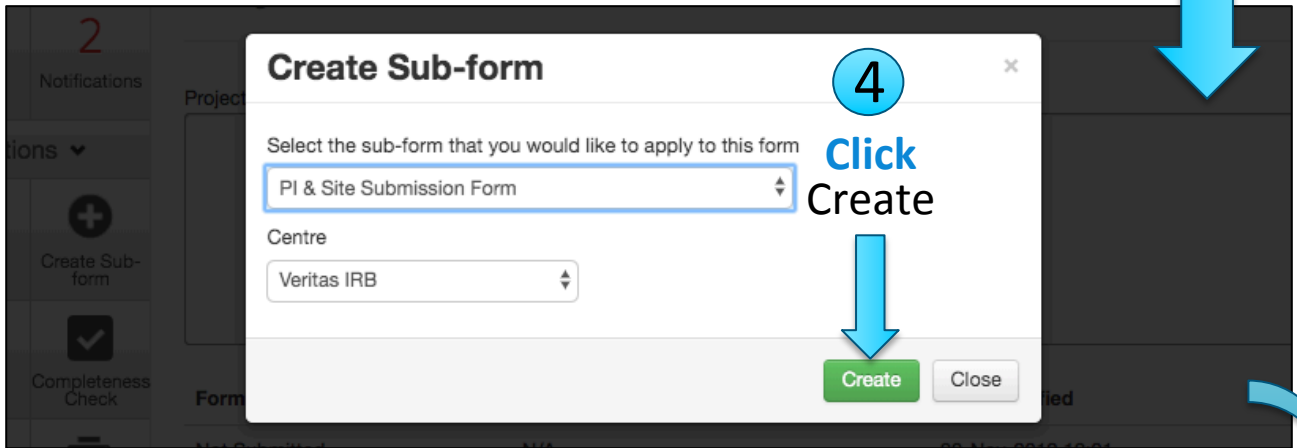 2
Notifications
Project
tions
Create Sub-
form
Completeness
Check
Form
Create Sub-form
×
Select the sub-form that you would like to apply to this form
PI & Site Submission Form
Centre
Veritas IRB
4
Click
Create
Create
Close
ified
N/A